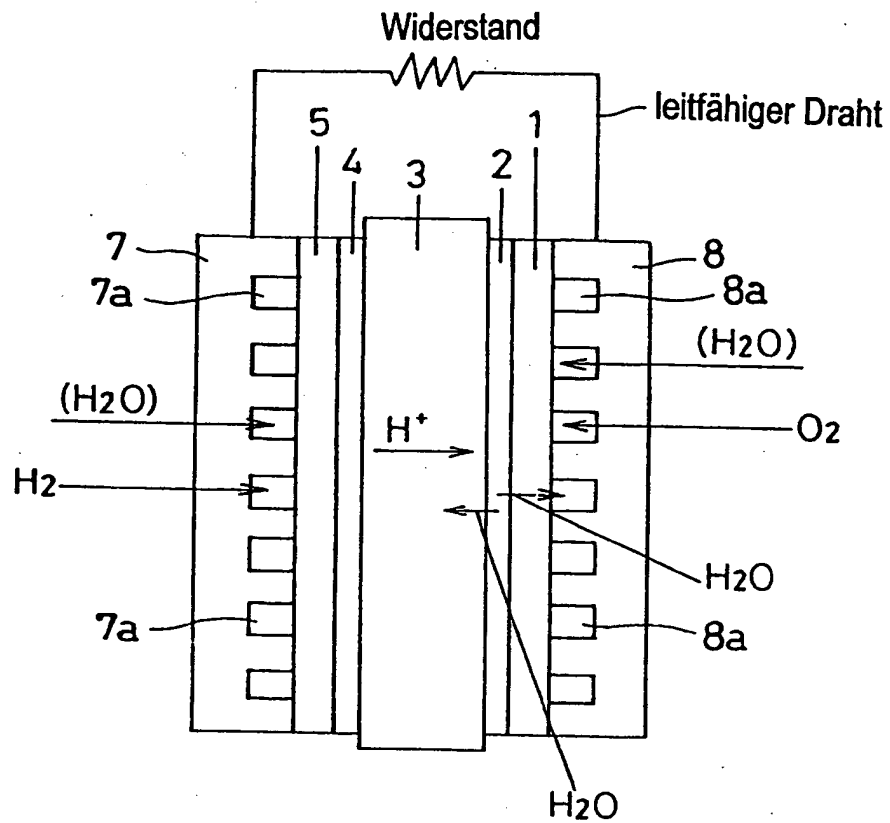 Widerstand
leitfähiger Draht
5
4
3
2
1
7
8
7a
8a
(H2O)
(H2O)
H+
O2
H2
H2O
7a
8a
H2O